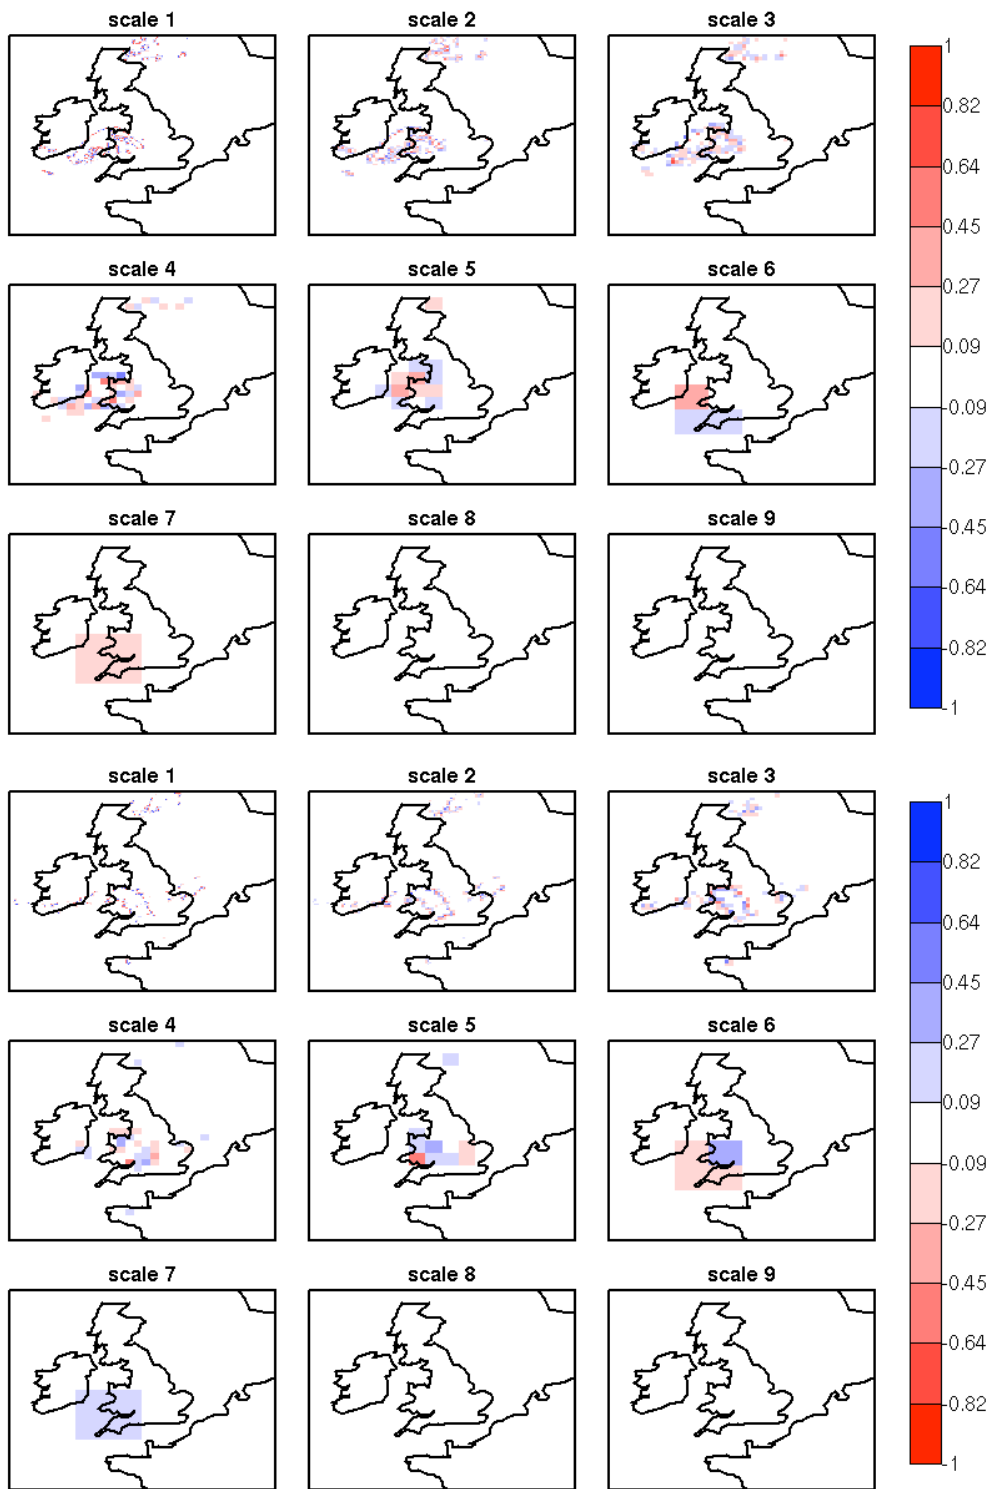 scale 1
scale 2
scale 3
1
0.82
0.64
0.45
0.27
0.09
-0.09
-0.27
-0.45
-0.64
-0.82
-1
scale 4
scale 5
scale 6
scale 7
scale 8
scale 9
scale 1
scale 2
scale 3
1
0.82
0.64
0.45
0.27
0.09
-0.09
-0.27
-0.45
-0.64
-0.82
-1
scale 4
scale 5
scale 6
scale 7
scale 8
scale 9